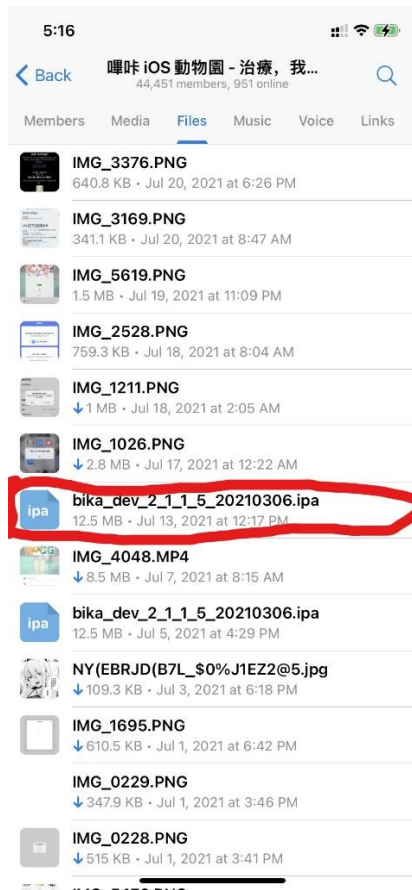 5:16
Back
嗶咔 iOS 動物園 - 治療，我...
44,451 members, 951 online
Members Media Files Music Voice Links
IMG_3376.PNG
640.8 KB • Jul 20, 2021 at 6:26 PM
IMG_3169.PNG
341.1 KB • Jul 20, 2021 at 8:47 AM
IMG_5619.PNG
1.5 MB • Jul 19, 2021 at 11:09 PM
IMG_2528.PNG
759.3 KB • Jul 18, 2021 at 8:04 AM
IMG_1211.PNG
1 MB • Jul 18, 2021 at 2:05 AM
IMG_1026.PNG
2.8 MB • Jul 17, 2021 at 12:22 AM
ipa
bika_dev_2_1_1_5_20210306.ipa
12.5 MB • Jul 13, 2021 at 12:17 PM
IMG_4048.MP4
8.5 MB • Jul 7, 2021 at 8:15 AM
ipa
bika_dev_2_1_1_5_20210306.ipa
12.5 MB • Jul 5, 2021 at 4:29 PM
NY(EBRJD(B7L_$0%J1EZ2@5.jpg
109.3 KB • Jul 3, 2021 at 6:18 PM
IMG_1695.PNG
610.5 KB • Jul 1, 2021 at 6:42 PM
IMG_0229.PNG
347.9 KB • Jul 1, 2021 at 3:46 PM
IMG_0228.PNG
515 KB • Jul 1, 2021 at 3:41 PM